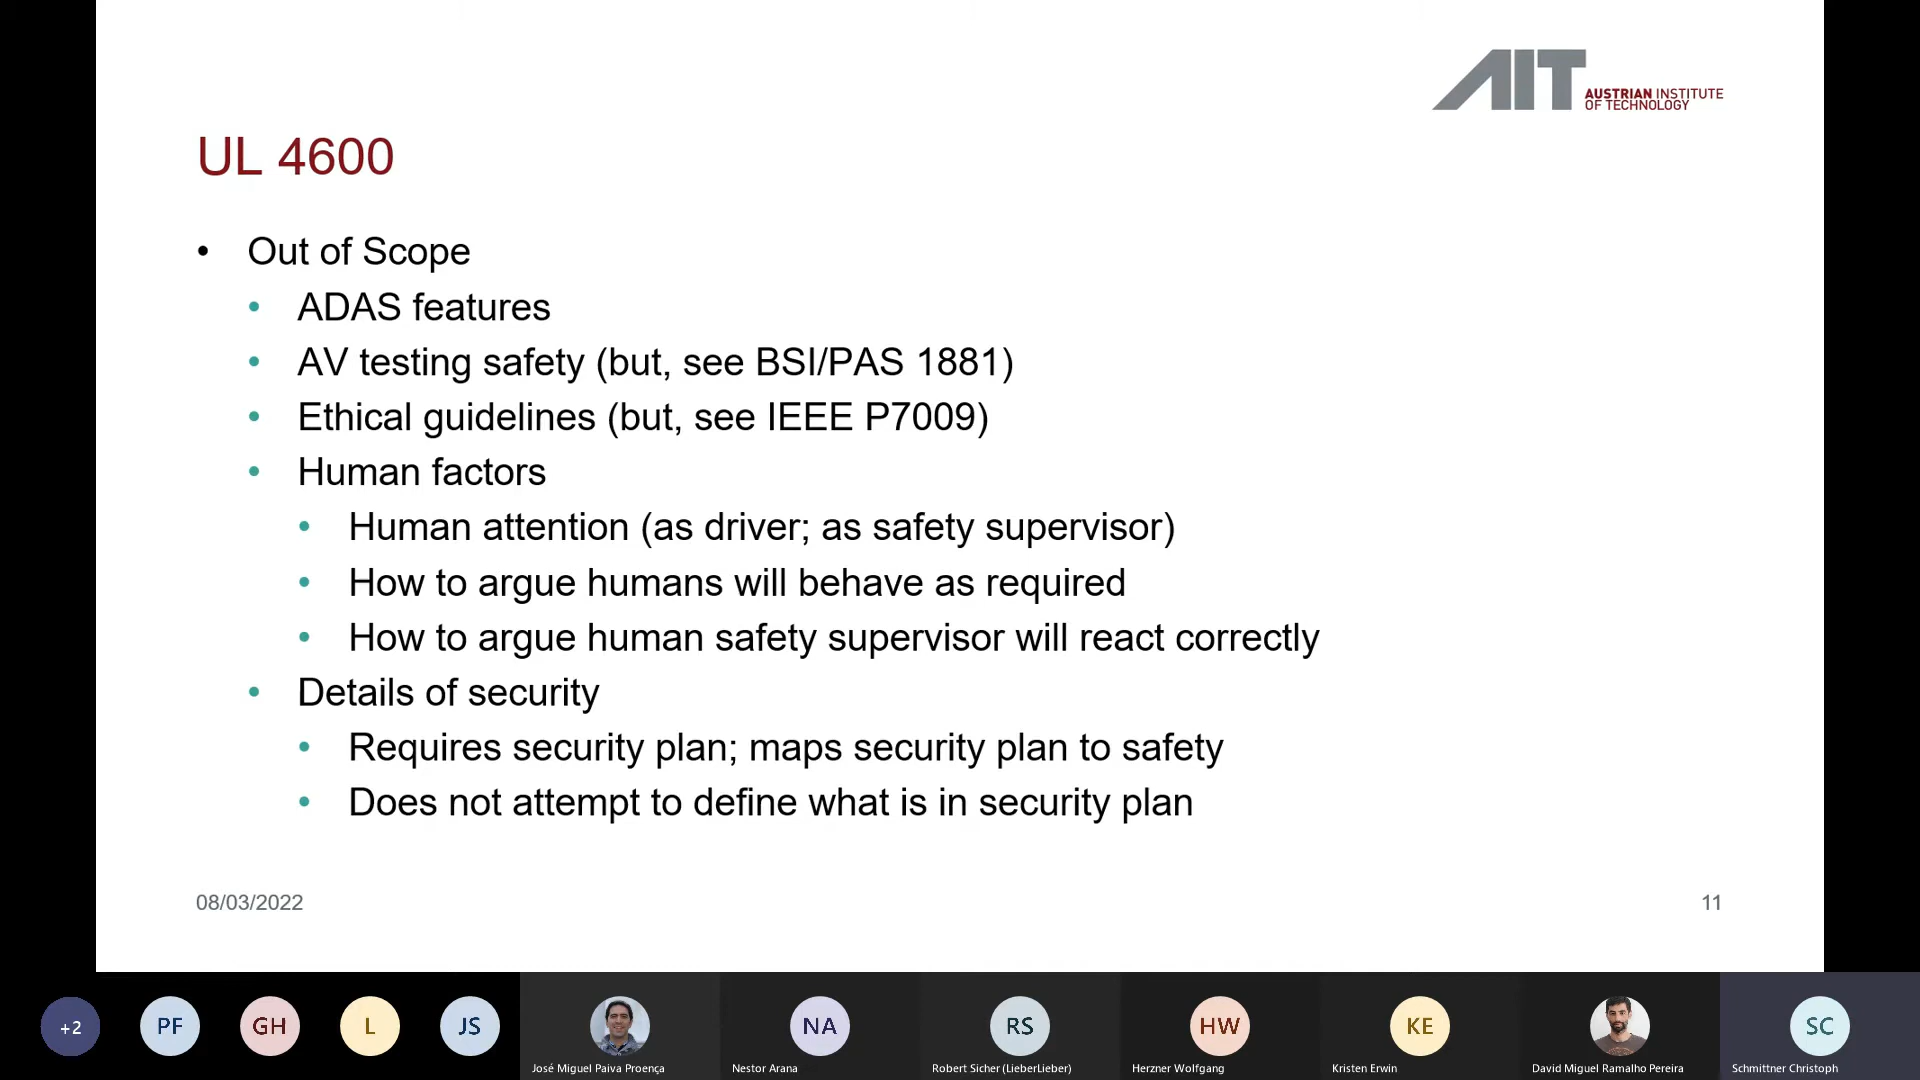 AIT AUSTRIAN INSTITUTE
OF TECHNOLOGY
UL 4600
• Out of Scope
• ADAS features
• AV testing safety (but, see BSI/PAS 1881)
• Ethical guidelines (but, see IEEE P7009)
• Human factors
• Human attention (as driver; as safety supervisor)
• How to argue humans will behave as required
• How to argue human safety supervisor will react correctly
• Details of security
• Requires security plan; maps security plan to safety
• Does not attempt to define what is in security plan
08/03/2022
11
+2
PF
GH
L
JS
NA
RS
HW
KE
SC
José Miguel Paiva Proença
Nestor Arana
Robert Sicher (LieberLieber)
Herzner Wolfgang
Kristen Erwin
David Miguel Ramalho Pereira
Schmittner Christoph